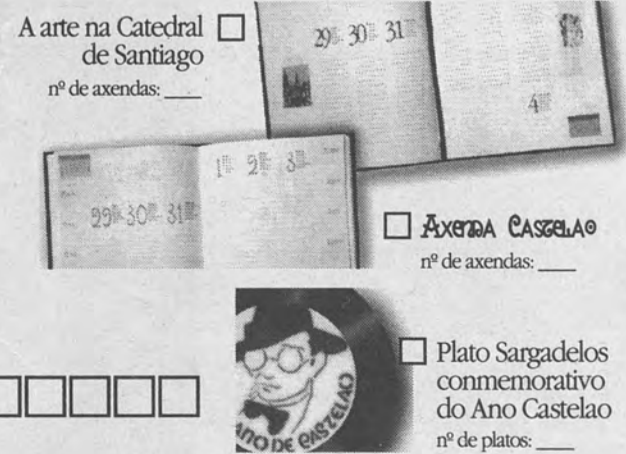 A arte na Catedral
de Santiago
nº de axendas: ____
29 30 31
4
29 30 31
1 2 3
AXENDA CASTELAO
nº de axendas: ____
ANO DE CASTELAO
Plato Sargadelos
conmemorativo
do Ano Castelao
nº de platos: ____